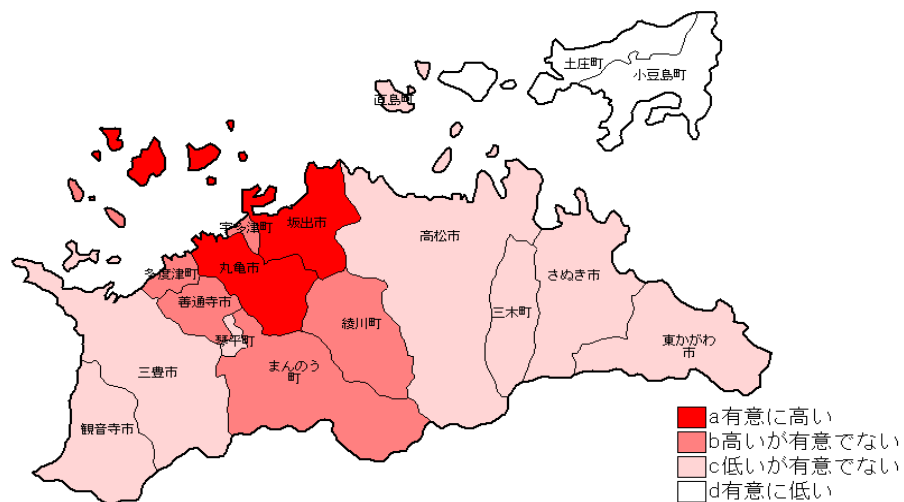 土庄町
小豆島町
直島町
宇多津町
坂出市
高松市
多度津町
丸亀市
さぬき市
善通寺市
三木町
綾川町
琴平町
東かがわ
市
まんのう
町
三豊市
観音寺市
a有意に高い
b高いが有意でない
c低いが有意でない
d有意に低い